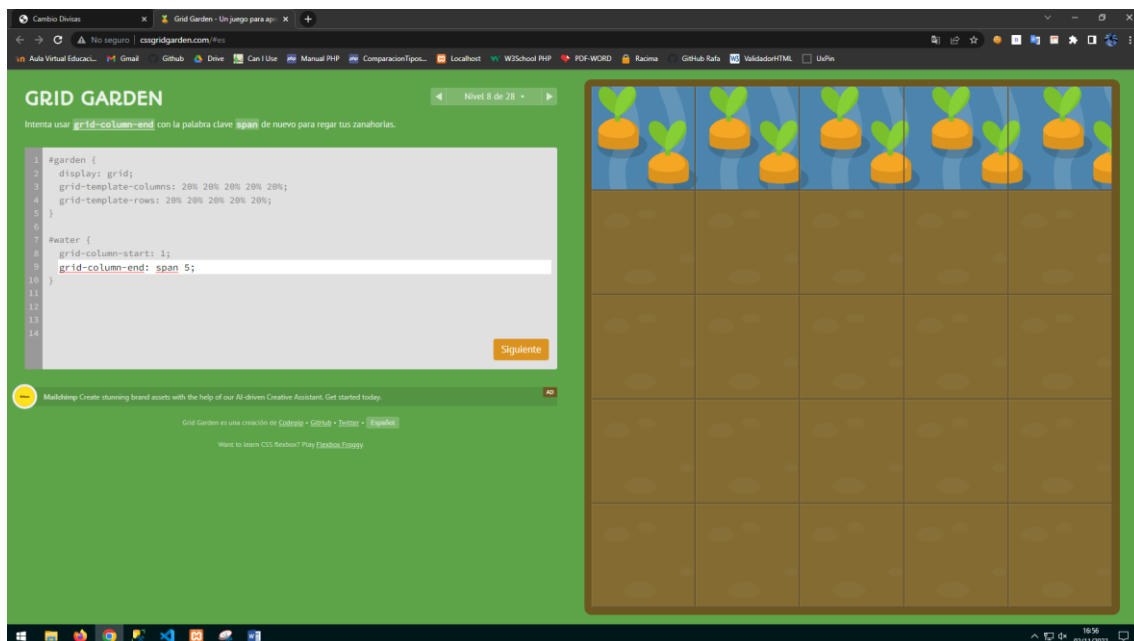 Cambio Divisas
Grid Garden - Un juego para apr
No seguro | cssgridgarden.com/#es
Aula Virtual Educaci... Gmail Github Drive Can I Use Manual PHP ComparacionTipos... Localhost W3School PHP PDF-WORD Racima GitHub Rafa ValidadorHTML UxPin
GRID GARDEN
Nivel 8 de 28
Intenta usar grid-column-end con la palabra clave span de nuevo para regar tus zanahorias.
1 #garden {
2 display: grid;
3 grid-template-columns: 20% 20% 20% 20% 20%;
4 grid-template-rows: 20% 20% 20% 20% 20%;
5 }
6
7 #water {
8 grid-column-start: 1;
9 grid-column-end: span 5;
10 }
11
12
13
14
Siguiente
Mailchimp Create stunning brand assets with the help of our AI-driven Creative Assistant. Get started today.
AD
Grid Garden es una creación de Codepip • GitHub • Twitter • Español
Want to learn CSS flexbox? Play Flexbox Froggy.
16:56